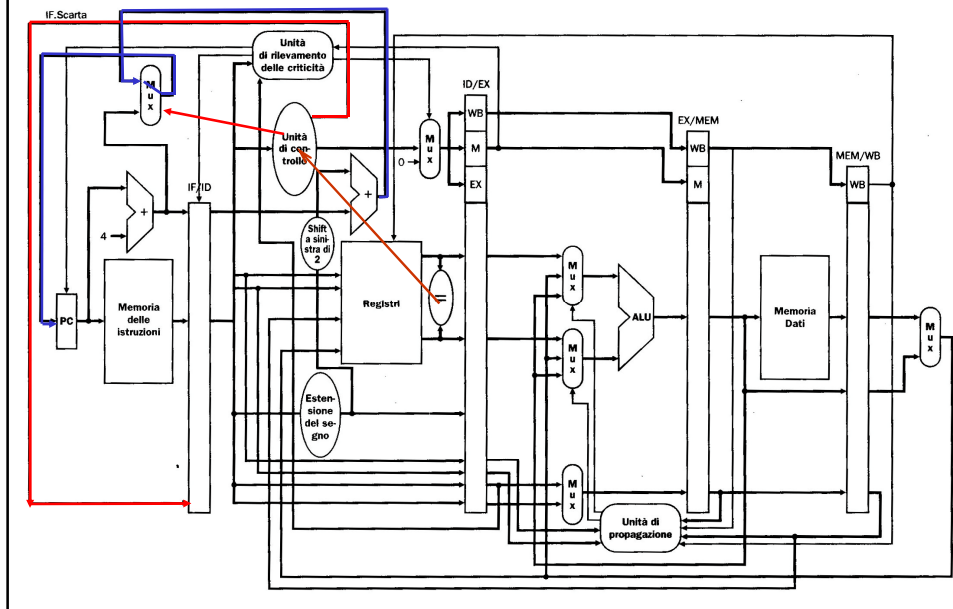 IF.Scarta
Unità
di rilevamento
delle criticità
M
u
x
ID/EX
WB
M
EX
Unità
di controllo
M
u
x
0
EX/MEM
WB
M
MEM/WB
WB
IF/ID
+
4
+
Shift
a sini-
stra di
2
PC
Memoria
delle
istruzioni
Registri
=
M
u
x
M
u
x
ALU
Memoria
Dati
M
u
x
Esten-
sione
del se-
gno
M
u
x
Unità di
propagazione